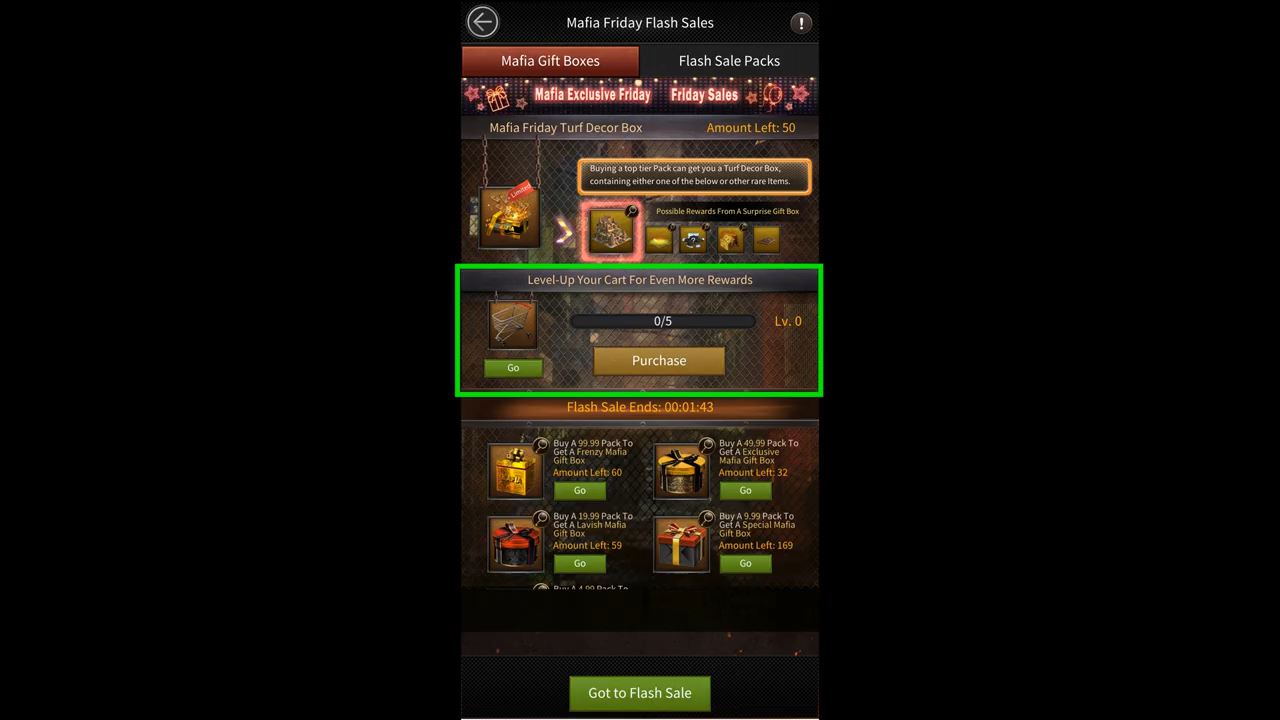 Mafia Friday Flash Sales
Mafia Gift Boxes
Flash Sale Packs
Mafia Exclusive Friday
Friday Sales
Mafia Friday Turf Decor Box
Amount Left: 50
Buying a top tier Pack can get you a Turf Decor Box,
containing either one of the below or other rare Items.
Limited
Possible Rewards From A Surprise Gift Box
Level-Up Your Cart For Even More Rewards
0/5
Lv. 0
Go
Purchase
Flash Sale Ends: 00:01:43
Buy A 99.99 Pack To
Get A Frenzy Mafia
Gift Box
Amount Left: 60
Go
Buy A 49.99 Pack To
Get A Exclusive
Mafia Gift Box
Amount Left: 32
Go
Buy A 19.99 Pack To
Get A Lavish Mafia
Gift Box
Amount Left: 59
Go
Buy A 9.99 Pack To
Get A Special Mafia
Gift Box
Amount Left: 169
Go
Buy A 4.99 Pack To
Got to Flash Sale